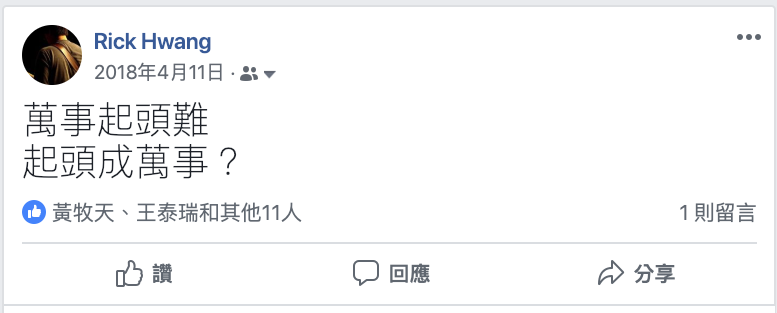 Rick Hwang
2018年4月11日 ·
萬事起頭難
起頭成萬事？
黃牧天、王泰瑞和其他11人
1 則留言
讚
回應
分享